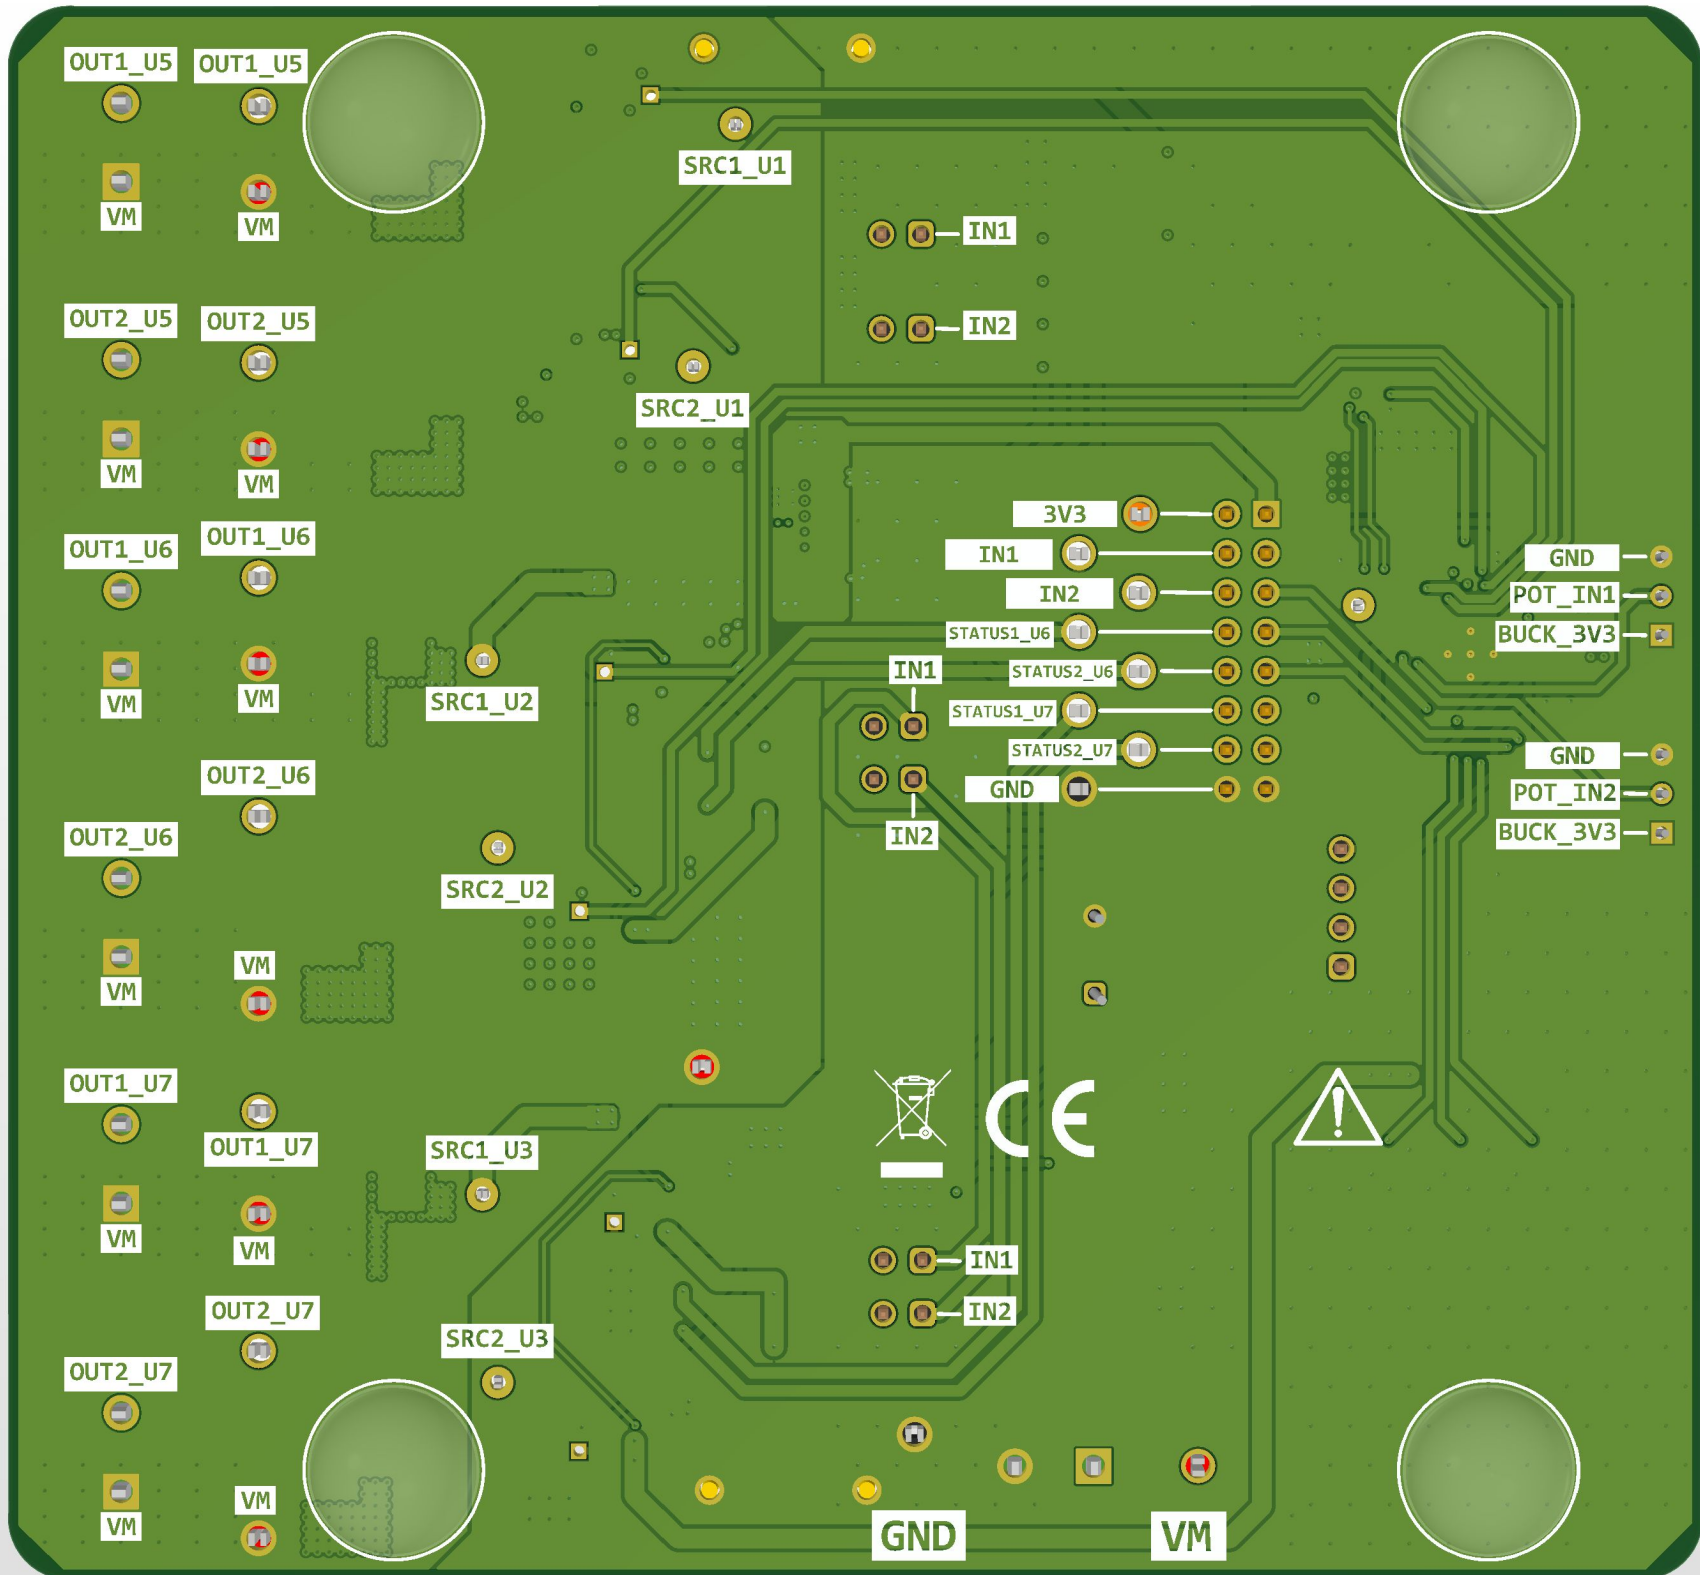 OUT1_U5
OUT1_U5
VM
VM
SRC1_U1
IN1
IN2
OUT2_U5
OUT2_U5
SRC2_U1
VM
VM
3V3
IN1
IN2
STATUS1_U6
STATUS2_U6
STATUS1_U7
STATUS2_U7
GND
GND
POT_IN1
BUCK_3V3
OUT1_U6
OUT1_U6
VM
VM
SRC1_U2
IN1
IN2
GND
POT_IN2
BUCK_3V3
OUT2_U6
OUT2_U6
SRC2_U2
VM
VM
OUT1_U7
OUT1_U7
SRC1_U3
CE
VM
VM
IN1
IN2
OUT2_U7
OUT2_U7
SRC2_U3
VM
VM
GND
VM